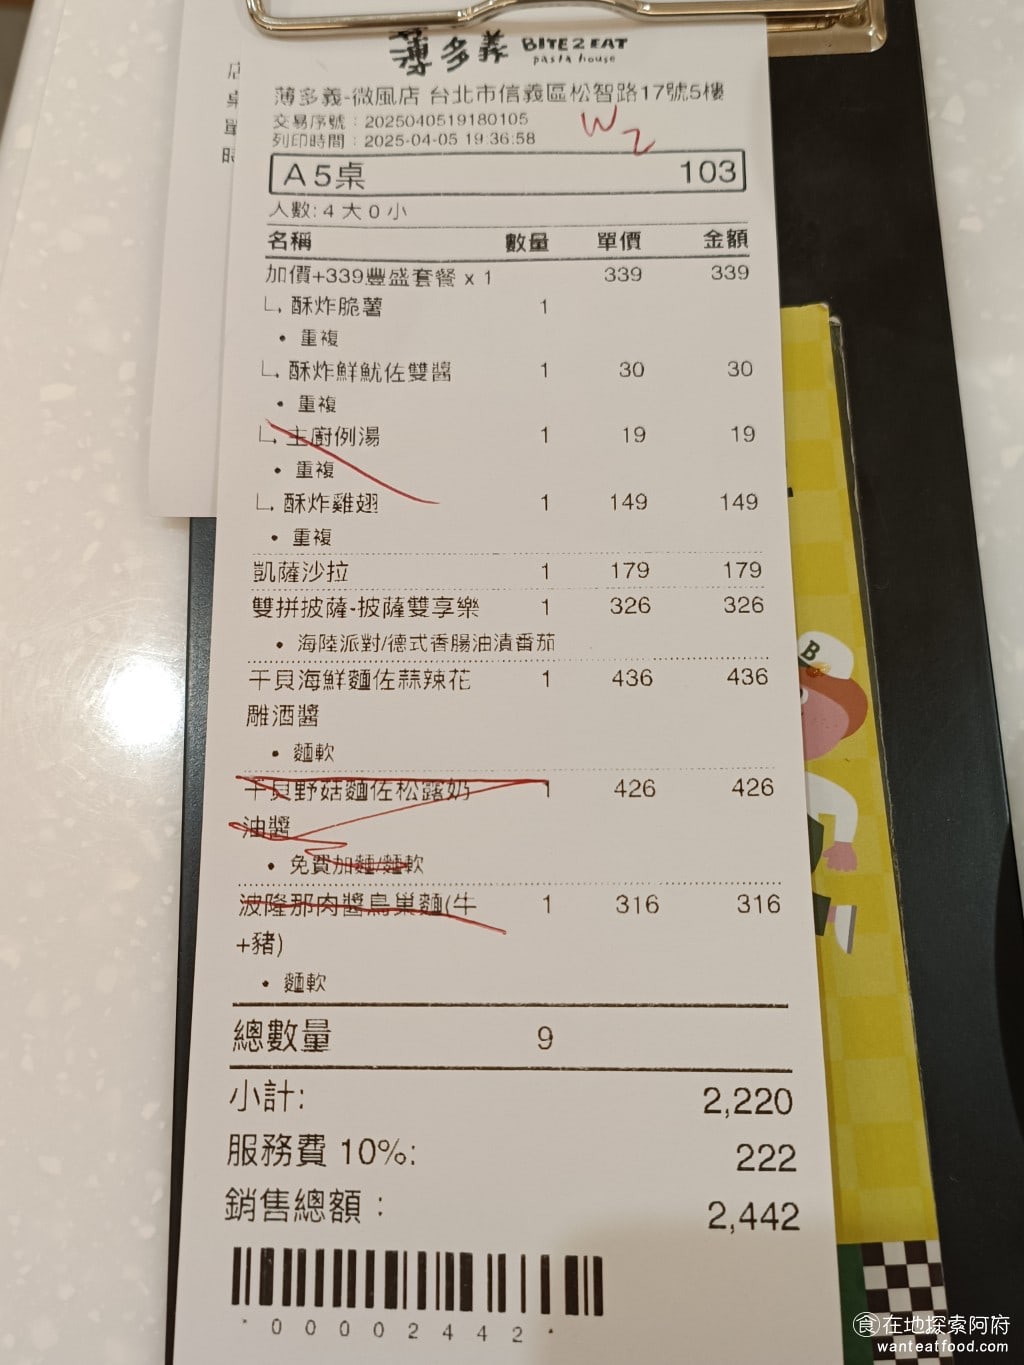 薄多義 BITE2EAT
pasta house
薄多義-微風店 台北市信義區松智路17號5樓
交易序號：2025040519180105
列印時間：2025-04-05 19:36:58
W2
A5桌 103
人數: 4 大 0 小
名稱 數量 單價 金額
加價+339豐盛套餐 x 1 339 339
酥炸脆薯 1
• 重複
酥炸鮮魷佐雙醬 1 30 30
• 重複
主廚例湯 1 19 19
• 重複
酥炸雞翅 1 149 149
• 重複
凱薩沙拉 1 179 179
雙拼披薩-披薩雙享樂 1 326 326
• 海陸派對/德式香腸油漬番茄
干貝海鮮麵佐蒜辣花 1 436 436
雕酒醬
• 麵軟
干貝野菇麵佐松露奶 1 426 426
油醬
• 免費加麵/麵軟
波隆那肉醬鳥巢麵(牛 1 316 316
+豬)
• 麵軟
總數量 9
小計: 2,220
服務費 10%: 222
銷售總額： 2,442
*00002442*
店
桌
單
時
B
食在地探索阿府
wanteatfood.com